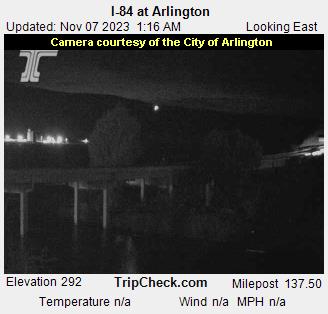 I-84 at Arlington
Updated: Nov 07 2023 1:16 AM Looking East
Camera courtesy of the City of Arlington
Elevation 292 TripCheck.com Milepost 137.50
Temperature n/a Wind n/a MPH n/a